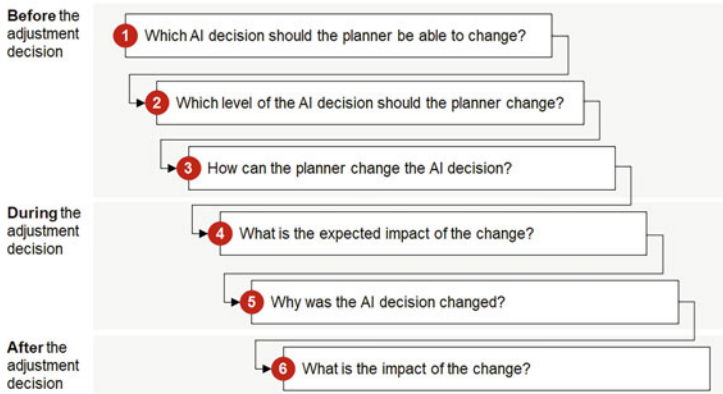 Before the
adjustment
decision
1 Which AI decision should the planner be able to change?
2 Which level of the AI decision should the planner change?
3 How can the planner change the AI decision?
During the
adjustment
decision
4 What is the expected impact of the change?
5 Why was the AI decision changed?
After the
adjustment
decision
6 What is the impact of the change?